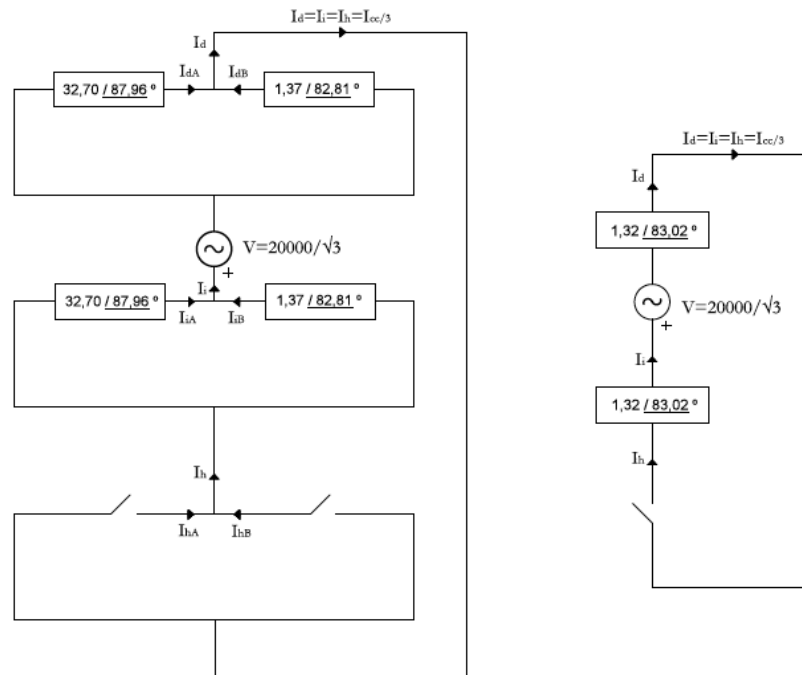 Id=Ii=Ih=Icc/3
Id
IdA IdB
32,70 / 87,96 º
1,37 / 82,81 º
V=20000/√3
+
Ii
32,70 / 87,96 º
1,37 / 82,81 º
IiA IiB
Ih
IhA IhB
Id=Ii=Ih=Icc/3
Id
1,32 / 83,02 º
V=20000/√3
+
Ii
1,32 / 83,02 º
Ih